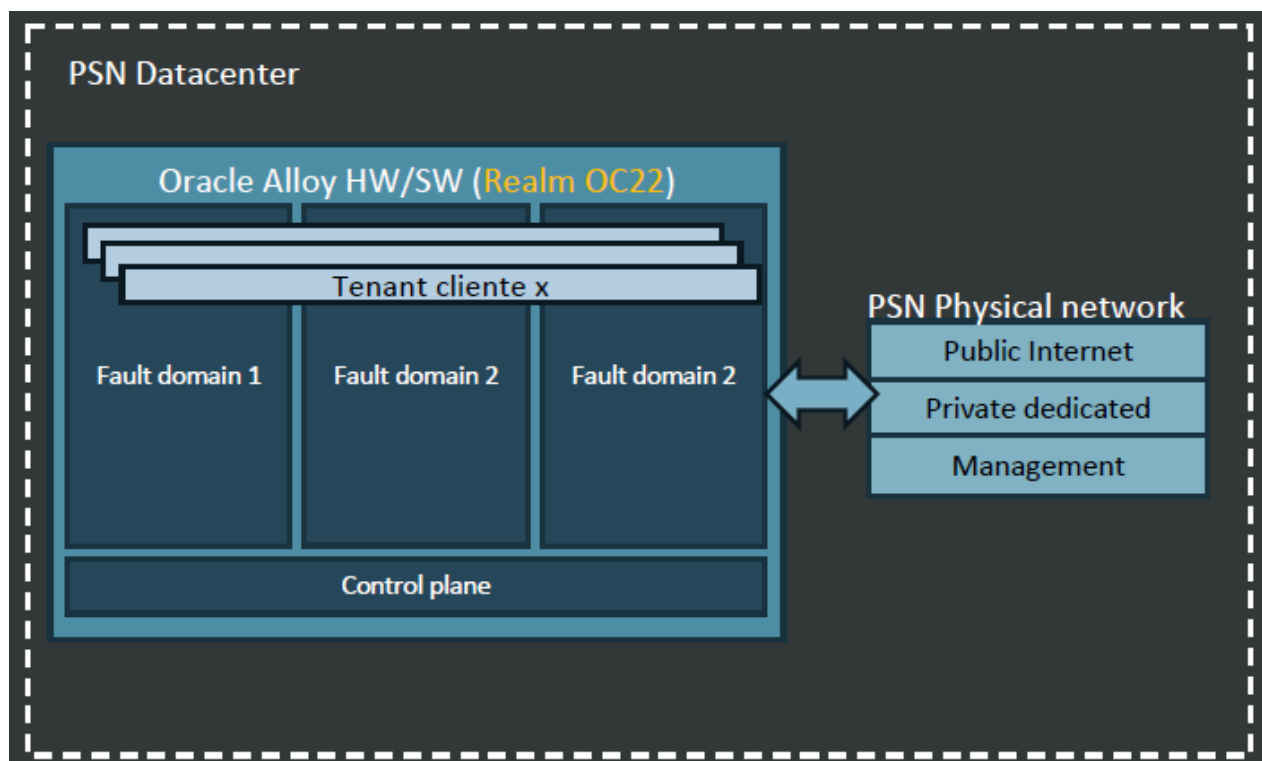 PSN Datacenter
Oracle Alloy HW/SW (Realm OC22)
Tenant cliente x
Fault domain 1
Fault domain 2
Fault domain 2
Control plane
PSN Physical network
Public Internet
Private dedicated
Management